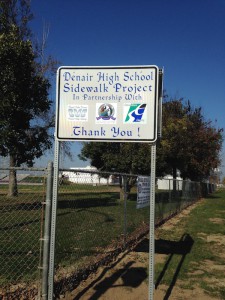 Denair High School
Sidewalk Project
In Partnership With
Thank You !